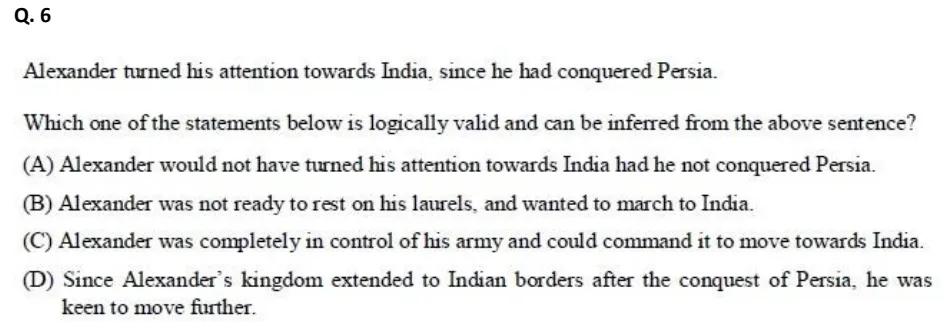 Q. 6
Alexander turned his attention towards India, since he had conquered Persia.
Which one of the statements below is logically valid and can be inferred from the above sentence?
(A) Alexander would not have turned his attention towards India had he not conquered Persia.
(B) Alexander was not ready to rest on his laurels, and wanted to march to India.
(C) Alexander was completely in control of his army and could command it to move towards India.
(D) Since Alexander's kingdom extended to Indian borders after the conquest of Persia, he was
keen to move further.